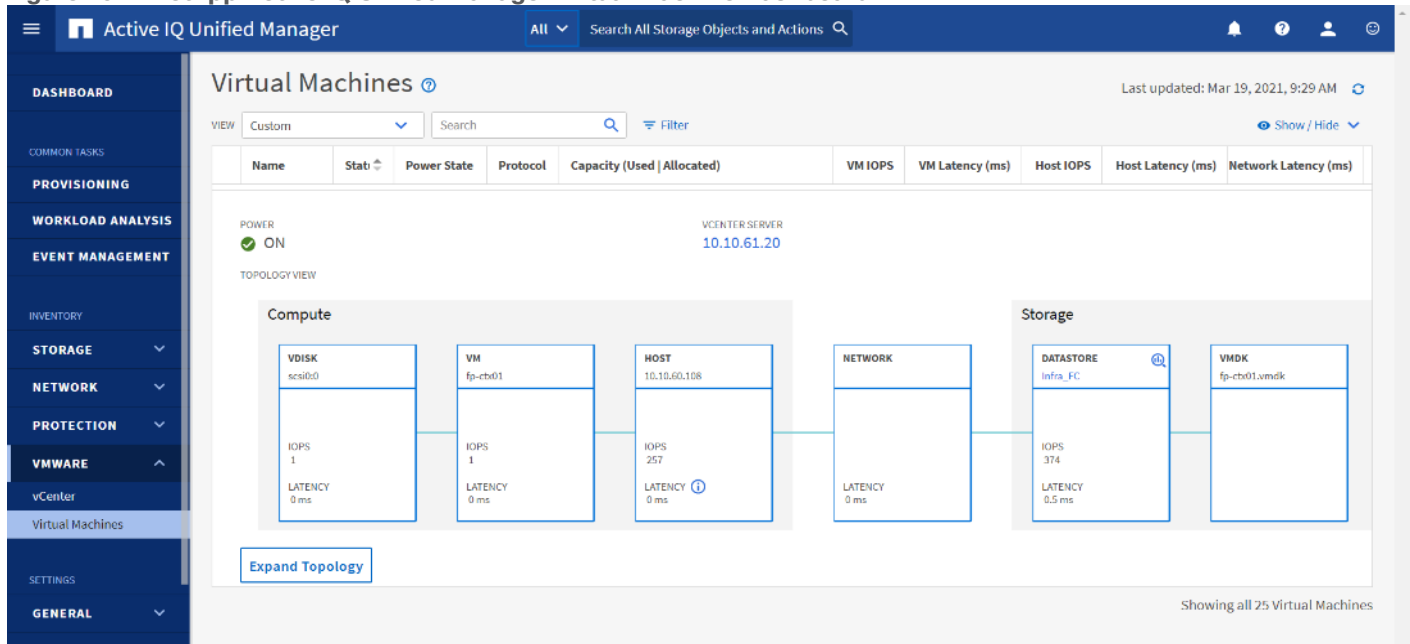 Active IQ Unified Manager
All
Search All Storage Objects and Actions
DASHBOARD
COMMON TASKS
PROVISIONING
WORKLOAD ANALYSIS
EVENT MANAGEMENT
INVENTORY
STORAGE
NETWORK
PROTECTION
VMWARE
vCenter
Virtual Machines
SETTINGS
GENERAL
Virtual Machines
Last updated: Mar 19, 2021, 9:29 AM
VIEW Custom Search Filter
Show / Hide
Name Power State Protocol Capacity (Used | Allocated) VM IOPS VM Latency (ms) Host IOPS Host Latency (ms) Network Latency (ms)
POWER
ON
VCENTER SERVER
10.10.61.20
TOPOLOGY VIEW
Compute
VDISK
scsi0:0
IOPS
1
LATENCY
0 ms
VM
fp-ctx01
IOPS
1
LATENCY
0 ms
HOST
10.10.60.108
IOPS
257
LATENCY
0 ms
NETWORK
LATENCY
0 ms
Storage
DATASTORE
Infra_FC
IOPS
374
LATENCY
0.5 ms
VMDK
fp-ctx01.vmdk
Expand Topology
Showing all 25 Virtual Machines